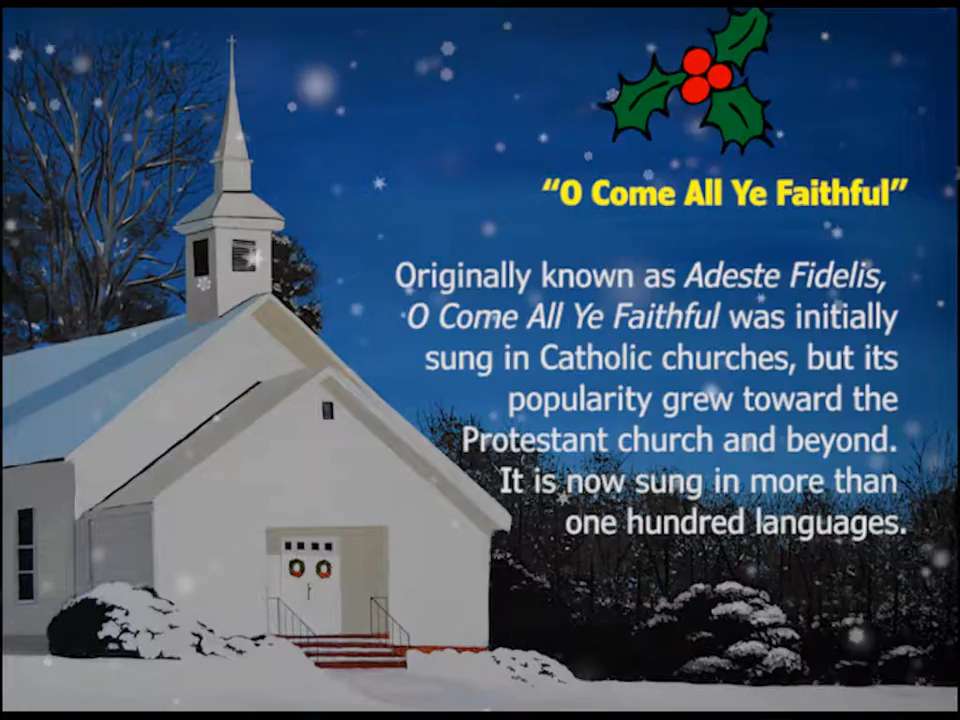 “O Come All Ye Faithful”
Originally known as Adeste Fidelis,
O Come All Ye Faithful was initially
sung in Catholic churches, but its
popularity grew toward the
Protestant church and beyond.
It is now sung in more than
one hundred languages.